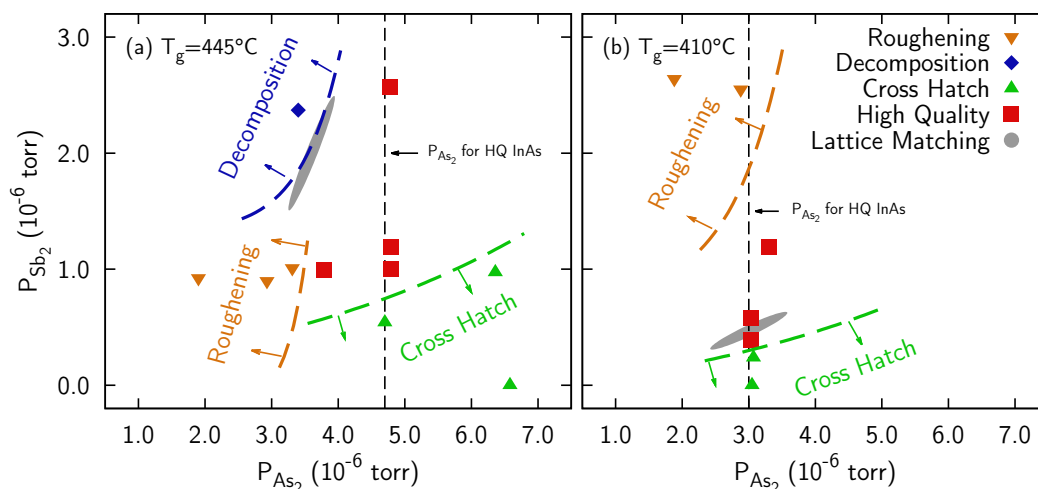 (a) T_g=445°C
(b) T_g=410°C
Roughening
Decomposition
Cross Hatch
High Quality
Lattice Matching
Decomposition
Roughening
Cross Hatch
P_As₂ for HQ InAs
Roughening
Cross Hatch
P_As₂ for HQ InAs
P_Sb₂ (10⁻⁶ torr)
3.0
2.0
1.0
0.0
1.0 2.0 3.0 4.0 5.0 6.0 7.0
1.0 2.0 3.0 4.0 5.0 6.0 7.0
P_As₂ (10⁻⁶ torr)
P_As₂ (10⁻⁶ torr)